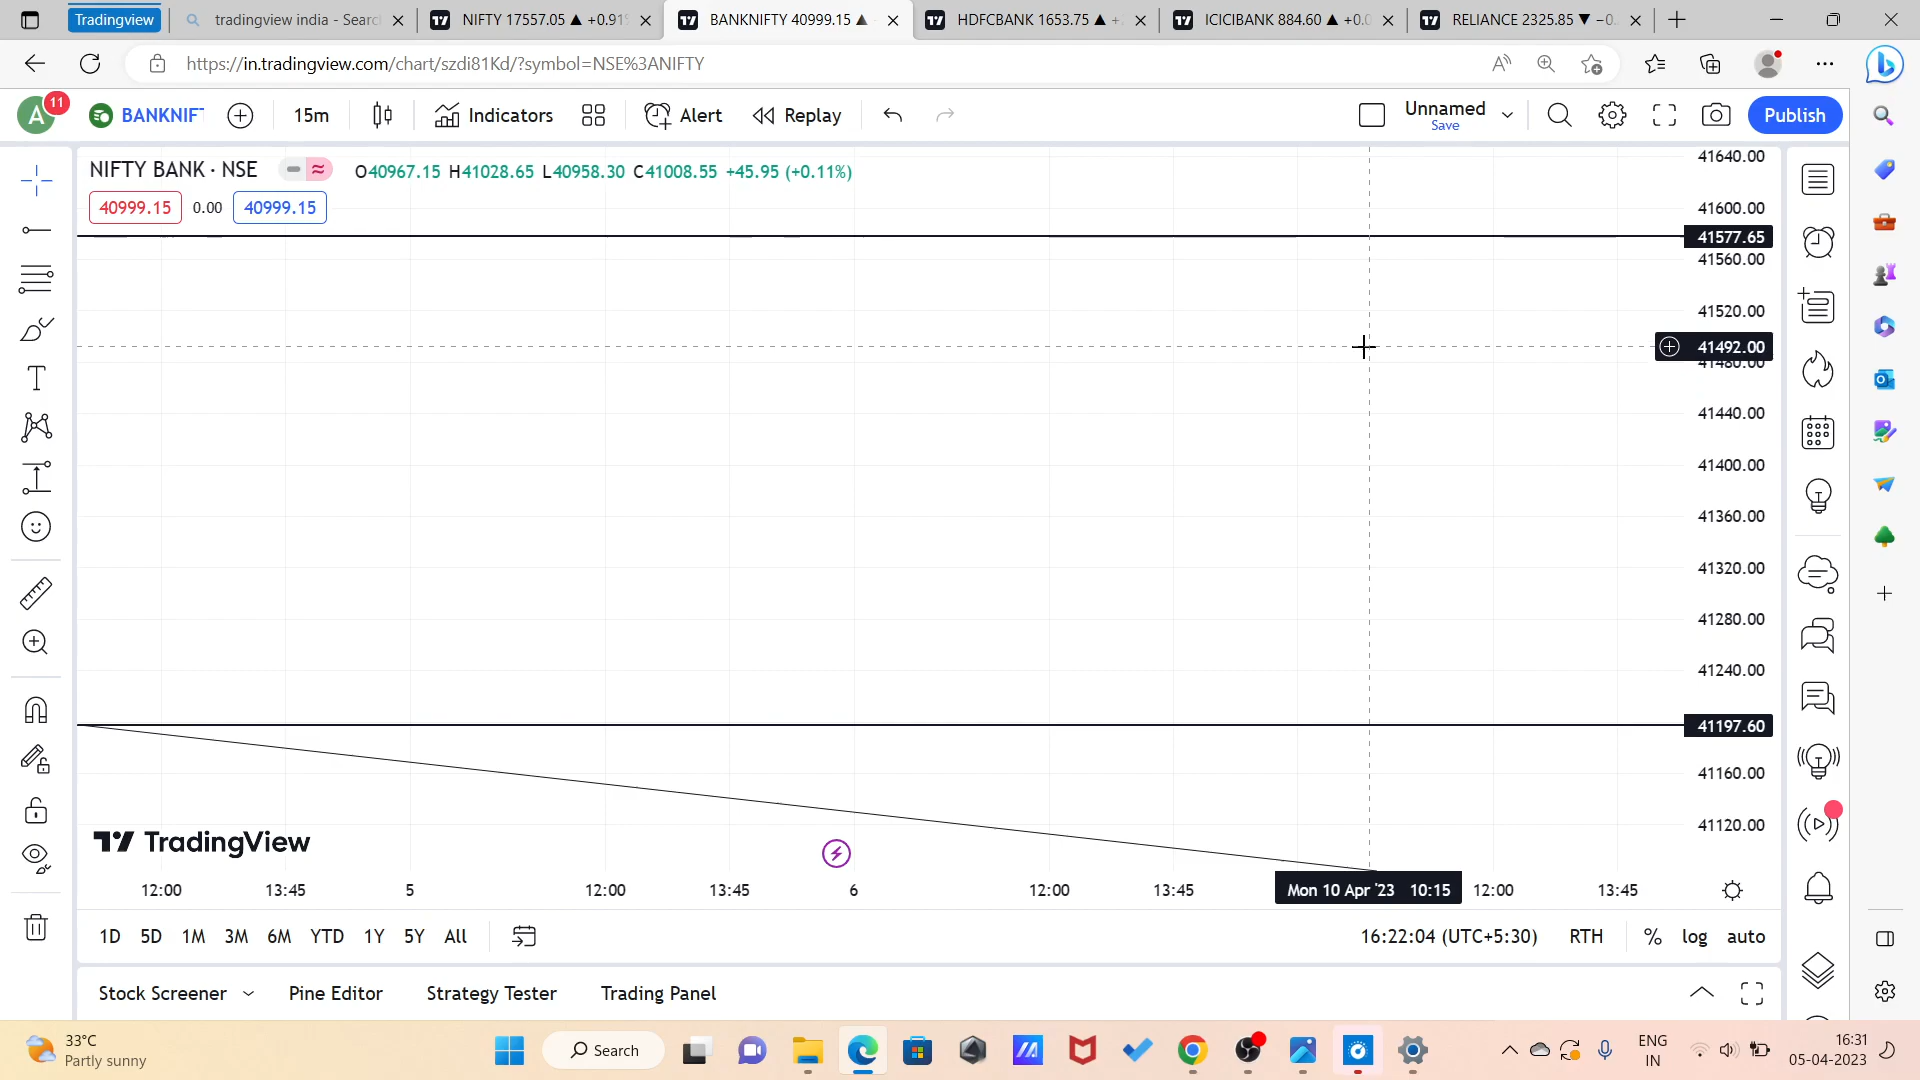 Tradingview
tradingview india - Searc
NIFTY 17557.05 ▲ +0.91%
BANKNIFTY 40999.15 ▲
HDFCBANK 1653.75 ▲ +
ICICIBANK 884.60 ▲ +0.0
RELIANCE 2325.85 ▼ −0.
https://in.tradingview.com/chart/szdi81Kd/?symbol=NSE%3ANIFTY
A
11
BANKNIF
15m
Indicators
Alert
Replay
Unnamed
Save
Publish
NIFTY BANK · NSE
O40967.15 H41028.65 L40958.30 C41008.55 +45.95 (+0.11%)
40999.15 0.00 40999.15
41640.00
41600.00
41577.65
41560.00
41520.00
41492.00
41480.00
41440.00
41400.00
41360.00
41320.00
41280.00
41240.00
41197.60
41160.00
41120.00
TradingView
12:00 13:45 5 12:00 13:45 6 12:00 13:45 Mon 10 Apr '23 10:15 12:00 13:45
1D 5D 1M 3M 6M YTD 1Y 5Y All
16:22:04 (UTC+5:30) RTH % log auto
Stock Screener Pine Editor Strategy Tester Trading Panel
33°C
Partly sunny
Search
ENG
IN
16:31
05-04-2023